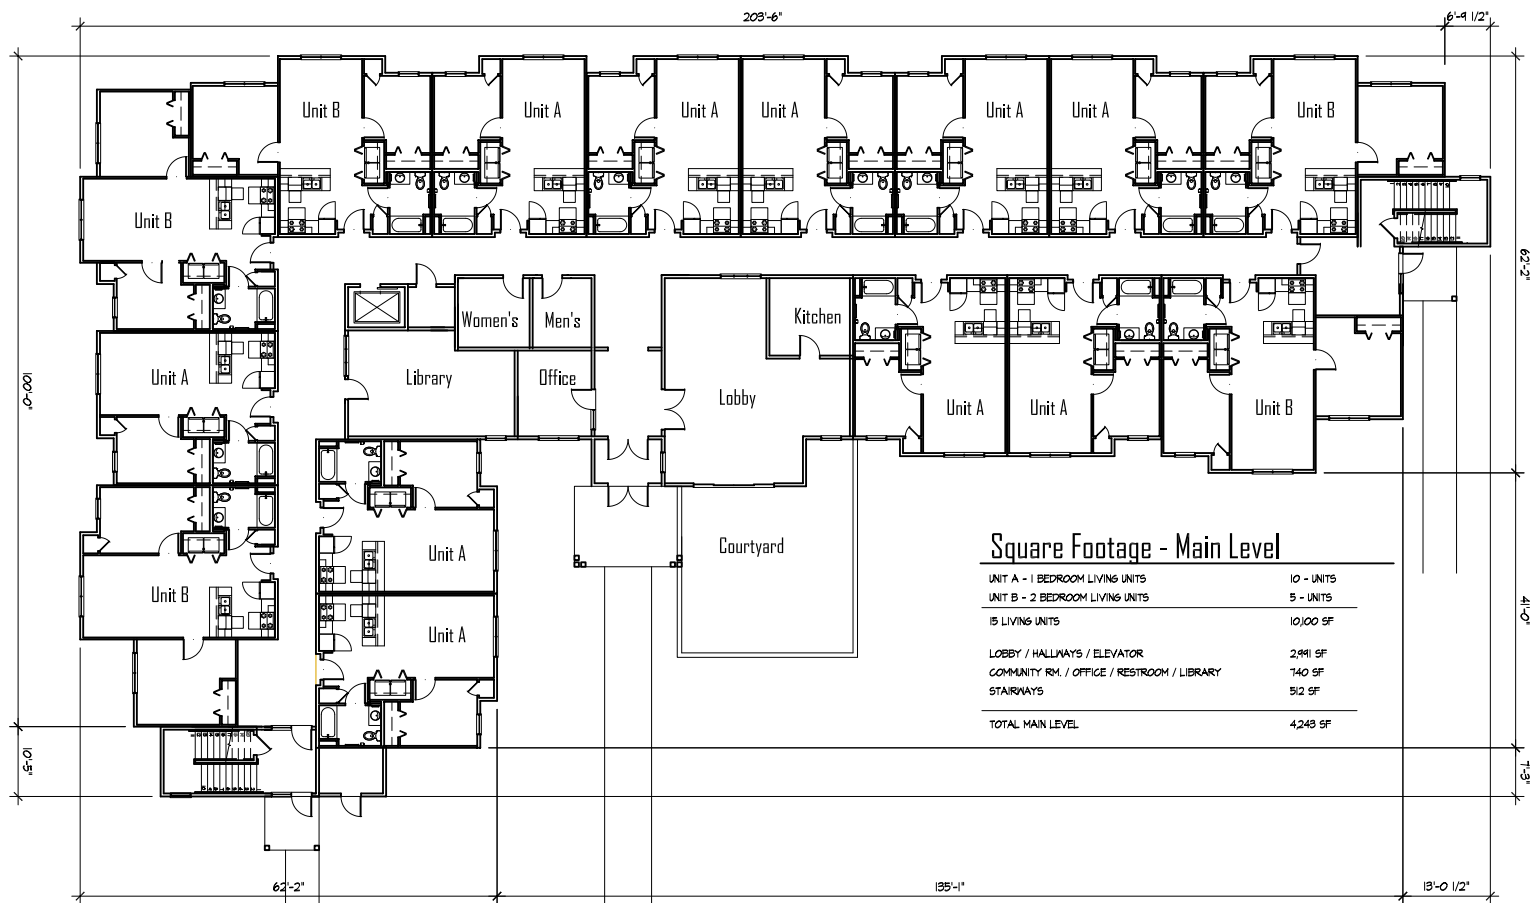 203'-6" 6'-9 1/2"
Unit B Unit A Unit A Unit A Unit A Unit A Unit B
Unit B
62'-2"
Women's Men's Kitchen
Unit A Library Office Lobby
100'-0"
Unit A Unit A Unit B
Courtyard
Unit A
Unit B
Unit A
Square Footage - Main Level
UNIT A - 1 BEDROOM LIVING UNITS 10 - UNITS
UNIT B - 2 BEDROOM LIVING UNITS 5 - UNITS
15 LIVING UNITS 10,100 SF
LOBBY / HALLWAYS / ELEVATOR 2,991 SF
COMMUNITY RM. / OFFICE / RESTROOM / LIBRARY 740 SF
STAIRWAYS 512 SF
TOTAL MAIN LEVEL 4,243 SF
41'-0"
10'-5"
7'-3"
62'-2" 135'-1" 13'-0 1/2"